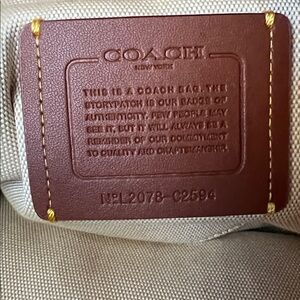 COACH
NEW YORK
THIS IS A COACH BAG. THE
STORYPATCH IS OUR BADGE OF
AUTHENTICITY. FEW PEOPLE MAY
SEE IT, BUT IT WILL ALWAYS BE A
REMINDER OF OUR COMMITMENT
TO QUALITY AND CRAFTSMANSHIP.
NºL2078-C2594